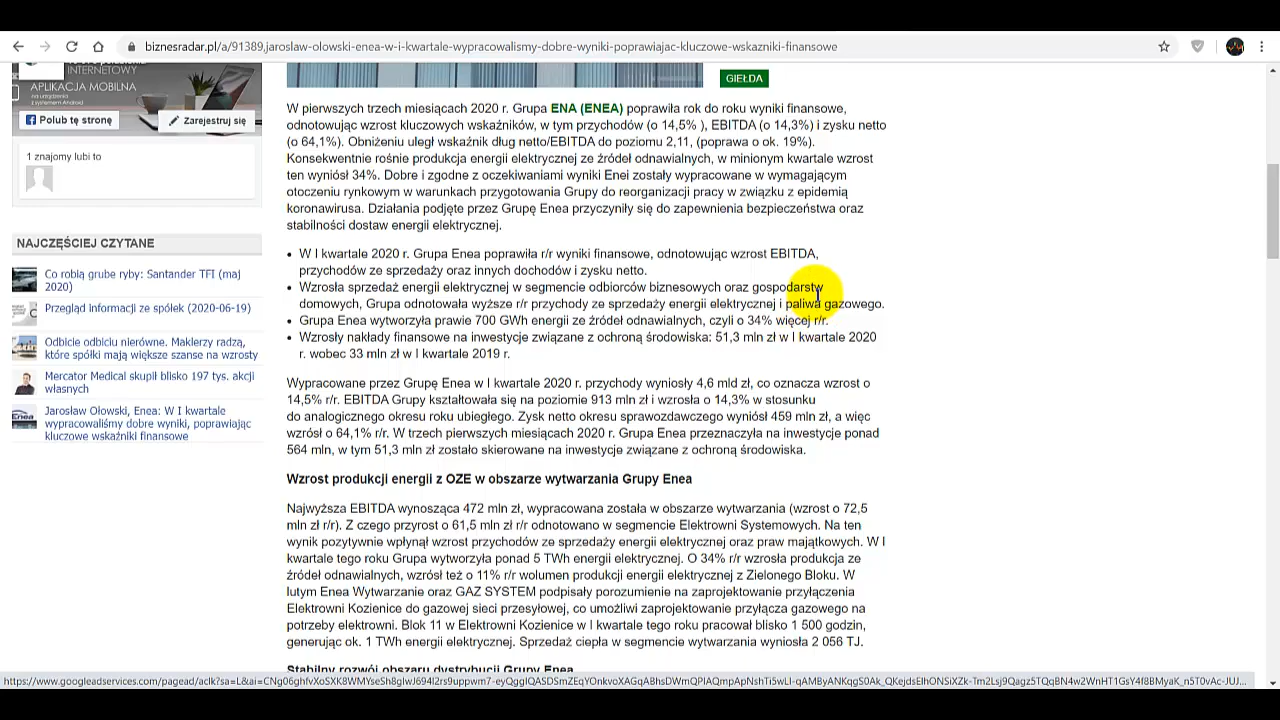 biznesradar.pl/a/91389,jaroslaw-olowski-enea-w-i-kwartale-wypracowalismy-dobre-wyniki-poprawiajac-kluczowe-wskazniki-finansowe
INTERNETOWY
APLIKACJA MOBILNA
na urządzenia
z systemem Android
Polub tę stronę
Zarejestruj się
1 znajomy lubi to
NAJCZĘŚCIEJ CZYTANE
Co robią grube ryby: Santander TFI (maj
2020)
Przegląd informacji ze spółek (2020-06-19)
Odbicie odbiciu nierówne. Maklerzy radzą,
które spółki mają większe szanse na wzrosty
Mercator Medical skupił blisko 197 tys. akcji
własnych
Enea
Jarosław Ołowski, Enea: W I kwartale
wypracowaliśmy dobre wyniki, poprawiając
kluczowe wskaźniki finansowe
GIEŁDA
W pierwszych trzech miesiącach 2020 r. Grupa ENA (ENEA) poprawiła rok do roku wyniki finansowe,
odnotowując wzrost kluczowych wskaźników, w tym przychodów (o 14,5% ), EBITDA (o 14,3%) i zysku netto
(o 64,1%). Obniżeniu uległ wskaźnik dług netto/EBITDA do poziomu 2,11, (poprawa o ok. 19%).
Konsekwentnie rośnie produkcja energii elektrycznej ze źródeł odnawialnych, w minionym kwartale wzrost
ten wyniósł 34%. Dobre i zgodne z oczekiwaniami wyniki Enei zostały wypracowane w wymagającym
otoczeniu rynkowym w warunkach przygotowania Grupy do reorganizacji pracy w związku z epidemią
koronawirusa. Działania podjęte przez Grupę Enea przyczyniły się do zapewnienia bezpieczeństwa oraz
stabilności dostaw energii elektrycznej.
• W I kwartale 2020 r. Grupa Enea poprawiła r/r wyniki finansowe, odnotowując wzrost EBITDA,
przychodów ze sprzedaży oraz innych dochodów i zysku netto.
• Wzrosła sprzedaż energii elektrycznej w segmencie odbiorców biznesowych oraz gospodarstw
domowych, Grupa odnotowała wyższe r/r przychody ze sprzedaży energii elektrycznej i paliwa gazowego.
• Grupa Enea wytworzyła prawie 700 GWh energii ze źródeł odnawialnych, czyli o 34% więcej r/r.
• Wzrosły nakłady finansowe na inwestycje związane z ochroną środowiska: 51,3 mln zł w I kwartale 2020
r. wobec 33 mln zł w I kwartale 2019 r.
Wypracowane przez Grupę Enea w I kwartale 2020 r. przychody wyniosły 4,6 mld zł, co oznacza wzrost o
14,5% r/r. EBITDA Grupy kształtowała się na poziomie 913 mln zł i wzrosła o 14,3% w stosunku
do analogicznego okresu roku ubiegłego. Zysk netto okresu sprawozdawczego wyniósł 459 mln zł, a więc
wzrósł o 64,1% r/r. W trzech pierwszych miesiącach 2020 r. Grupa Enea przeznaczyła na inwestycje ponad
564 mln, w tym 51,3 mln zł zostało skierowane na inwestycje związane z ochroną środowiska.
Wzrost produkcji energii z OZE w obszarze wytwarzania Grupy Enea
Najwyższa EBITDA wynosząca 472 mln zł, wypracowana została w obszarze wytwarzania (wzrost o 72,5
mln zł r/r). Z czego przyrost o 61,5 mln zł r/r odnotowano w segmencie Elektrowni Systemowych. Na ten
wynik pozytywnie wpłynął wzrost przychodów ze sprzedaży energii elektrycznej oraz praw majątkowych. W I
kwartale tego roku Grupa wytworzyła ponad 5 TWh energii elektrycznej. O 34% r/r wzrosła produkcja ze
źródeł odnawialnych, wzrósł też o 11% r/r wolumen produkcji energii elektrycznej z Zielonego Bloku. W
lutym Enea Wytwarzanie oraz GAZ SYSTEM podpisały porozumienie na zaprojektowanie przyłączenia
Elektrowni Kozienice do gazowej sieci przesyłowej, co umożliwi zaprojektowanie przyłącza gazowego na
potrzeby elektrowni. Blok 11 w Elektrowni Kozienice w I kwartale tego roku pracował blisko 1 500 godzin,
generując ok. 1 TWh energii elektrycznej. Sprzedaż ciepła w segmencie wytwarzania wyniosła 2 056 TJ.
Stabilny rozwój obszaru dystrybucji Grupy Enea